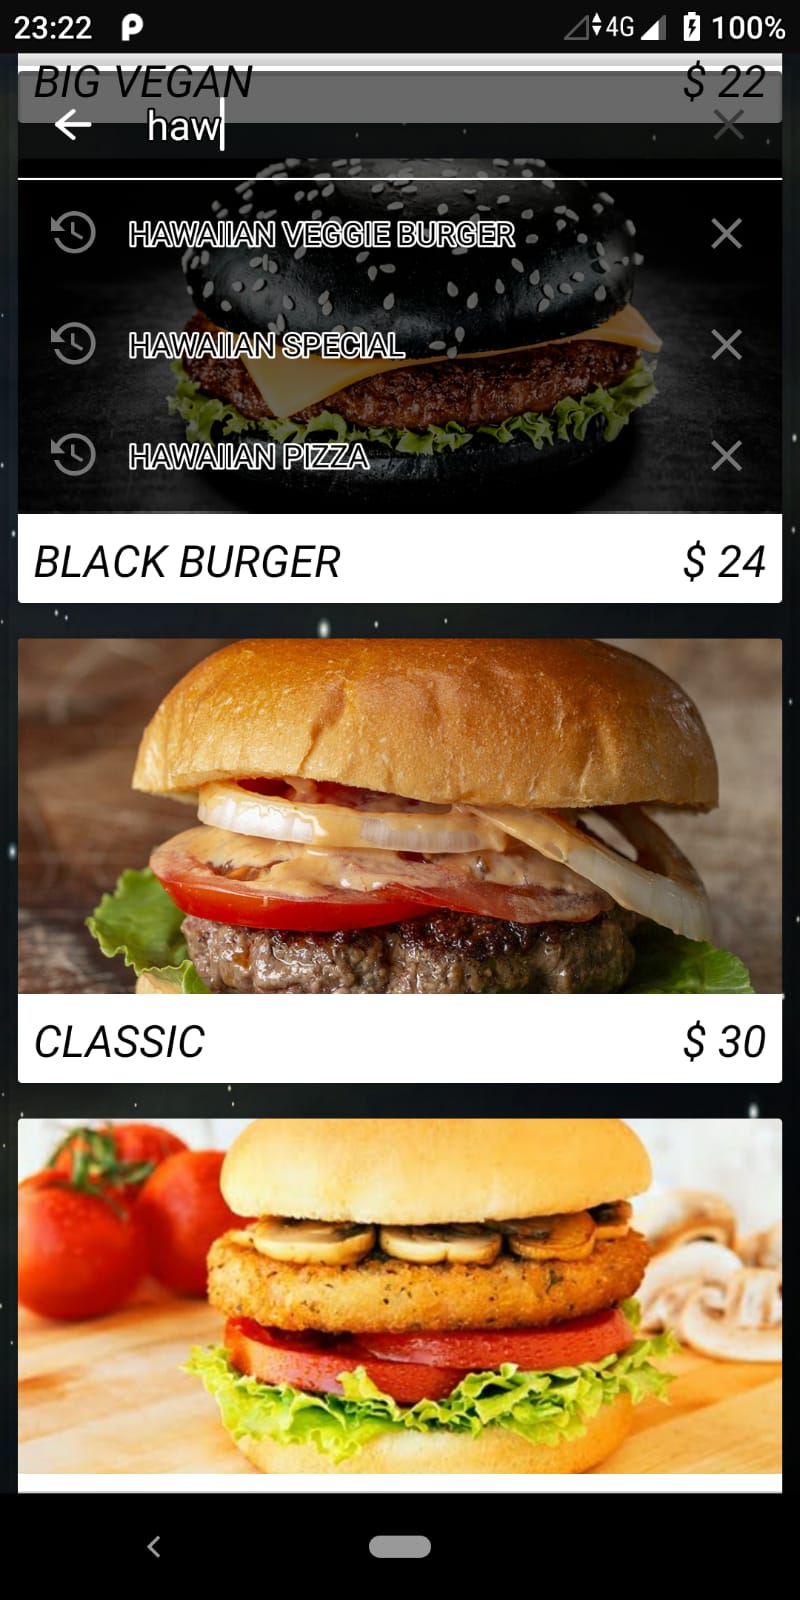 23:22 4G 100%
BIG VEGAN $ 22
haw
HAWAIIAN VEGGIE BURGER
HAWAIIAN SPECIAL
HAWAIIAN PIZZA
BLACK BURGER $ 24
CLASSIC $ 30